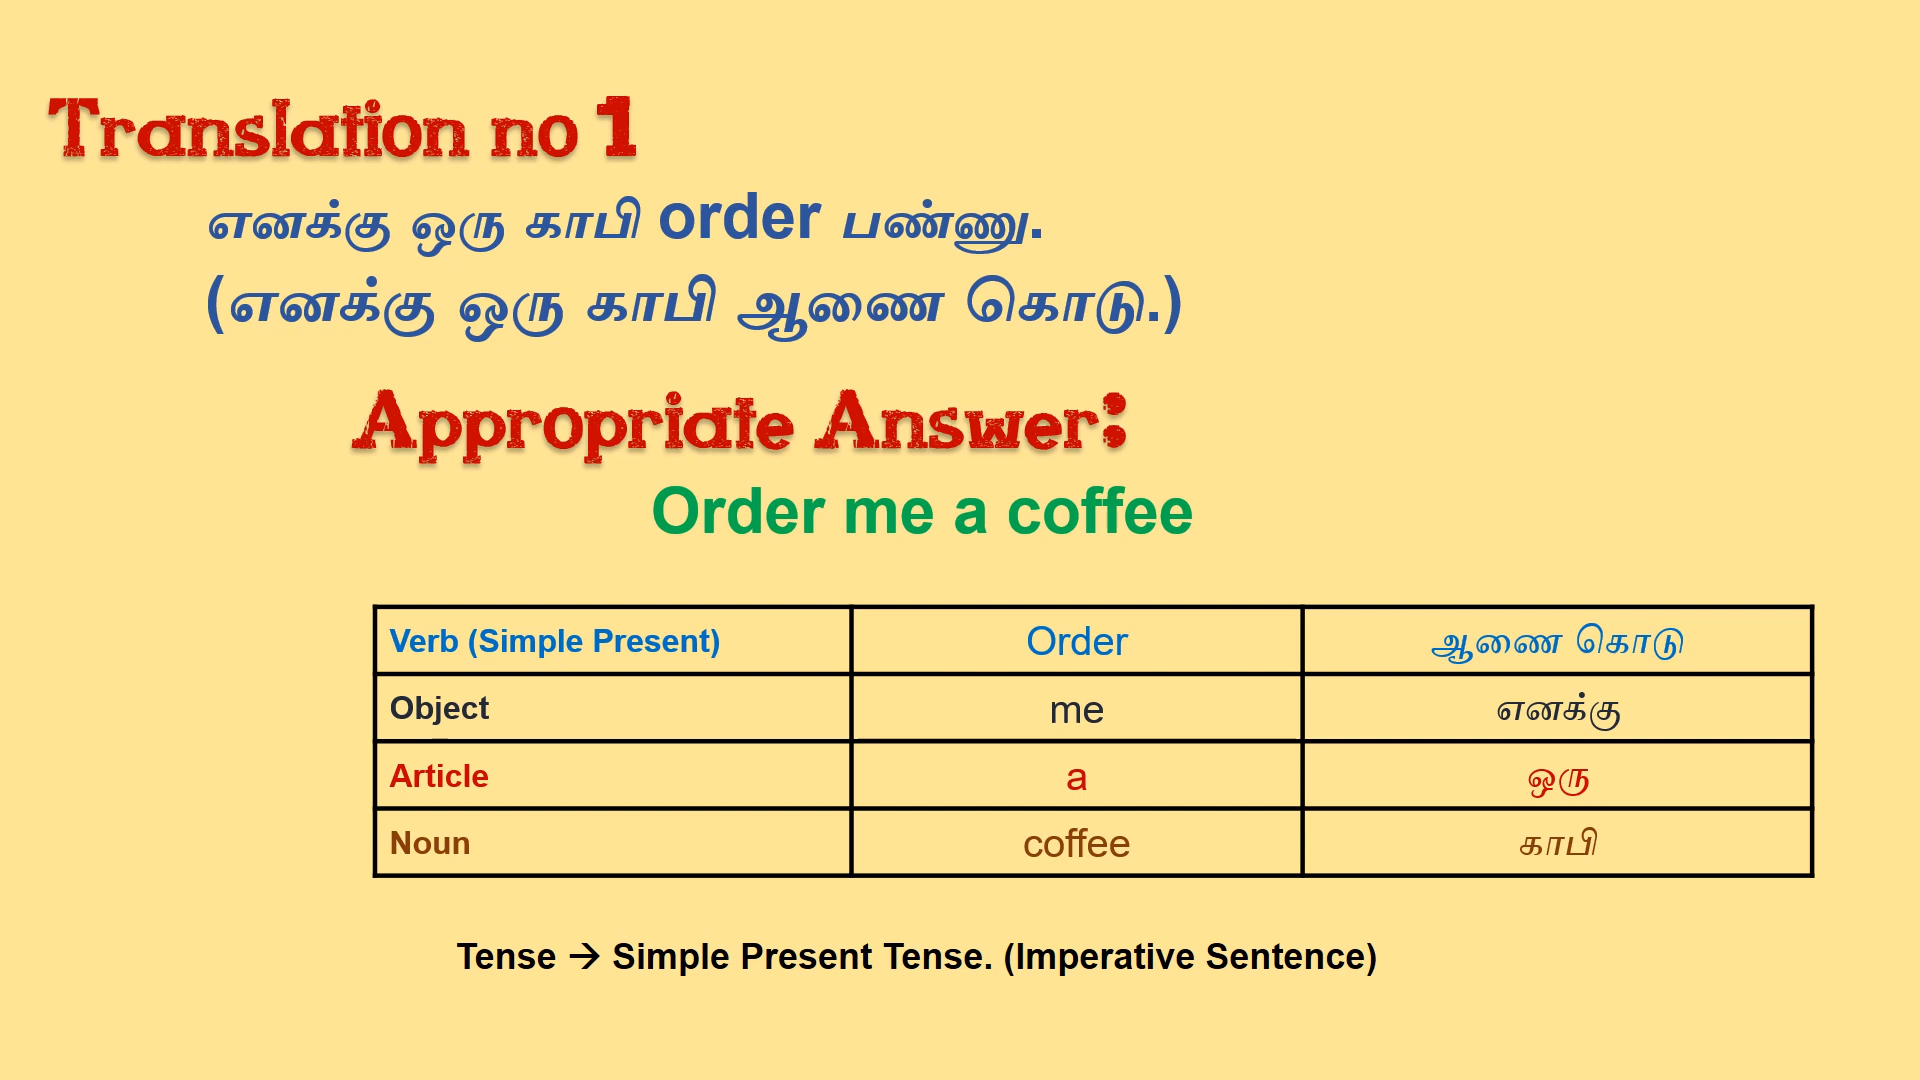 Translation no 1
எனக்கு ஒரு காபி order பண்ணு.
(எனக்கு ஒரு காபி ஆணை கொடு.)
Appropriate Answer:
Order me a coffee
Verb (Simple Present) Order ஆணை கொடு
Object me எனக்கு
Article a ஒரு
Noun coffee காபி
Tense → Simple Present Tense. (Imperative Sentence)